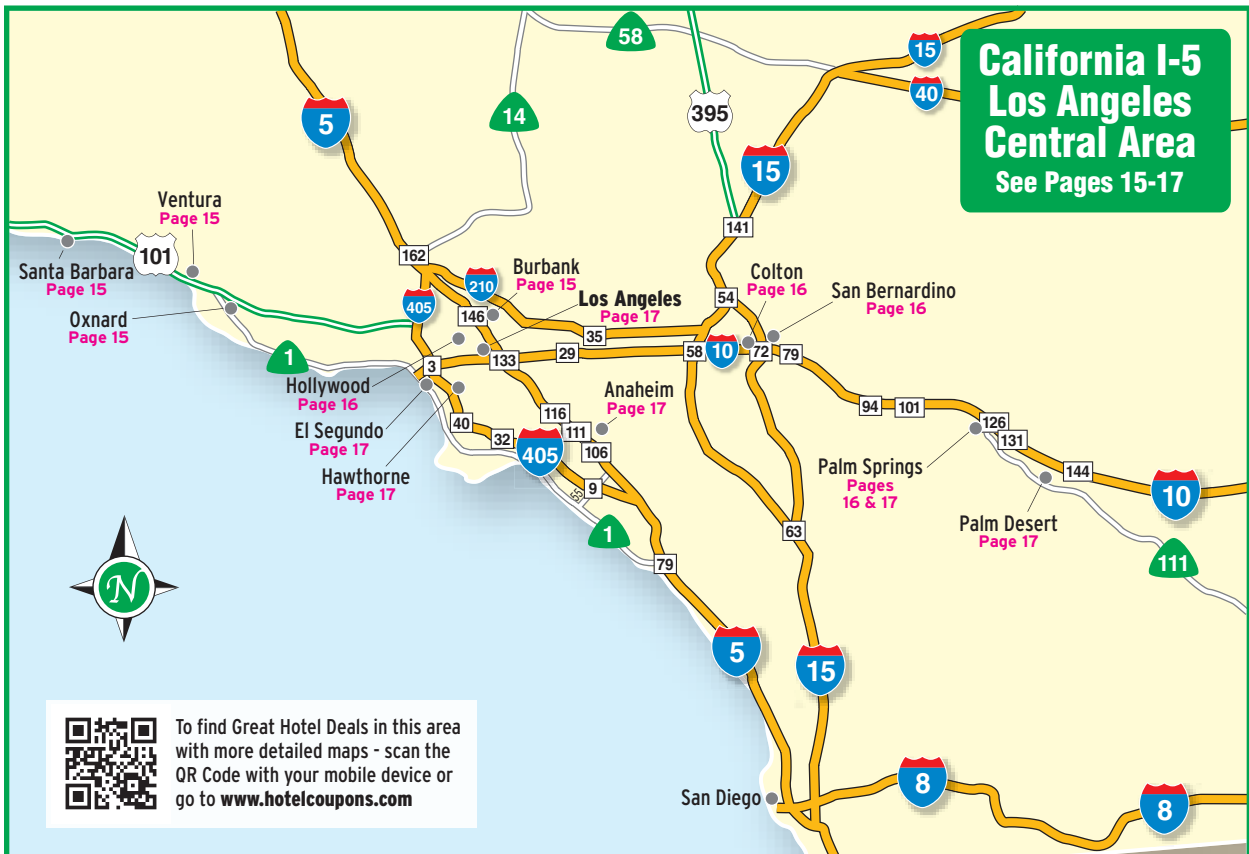 California I-5
Los Angeles
Central Area
See Pages 15-17
58
15
40
5
14
395
15
Ventura
Page 15
101
Santa Barbara
Page 15
Oxnard
Page 15
162
141
405
210
Burbank
Page 15
Los Angeles
Page 17
Colton
Page 16
San Bernardino
Page 16
54
146
35
1
3
133
29
58
10
72
79
Hollywood
Page 16
El Segundo
Page 17
Hawthorne
Page 17
Anaheim
Page 17
116
111
106
40
32
405
9
55
1
79
94
101
126
131
144
10
Palm Springs
Pages
16 & 17
Palm Desert
Page 17
111
63
N
5
15
8
8
San Diego
To find Great Hotel Deals in this area
with more detailed maps - scan the
QR Code with your mobile device or
go to www.hotelcoupons.com